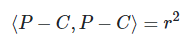 ⟨P − C, P − C⟩ = r²